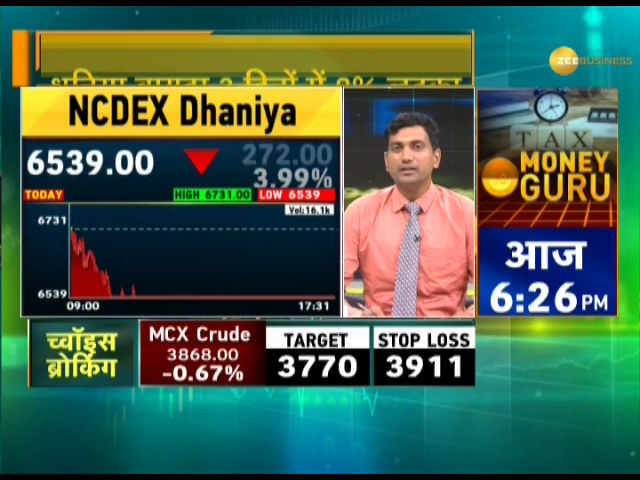 ZEE BUSINESS
NCDEX Dhaniya
6539.00
272.00
3.99%
TODAY
HIGH 6731.00
LOW 6539
Vol:16.1k
6731
6539
09:00
17:31
TAX
MONEY
GURU
आज
6:26 PM
च्वॉइस
ब्रोकिंग
MCX Crude
3868.00
-0.67%
TARGET
3770
STOP LOSS
3911